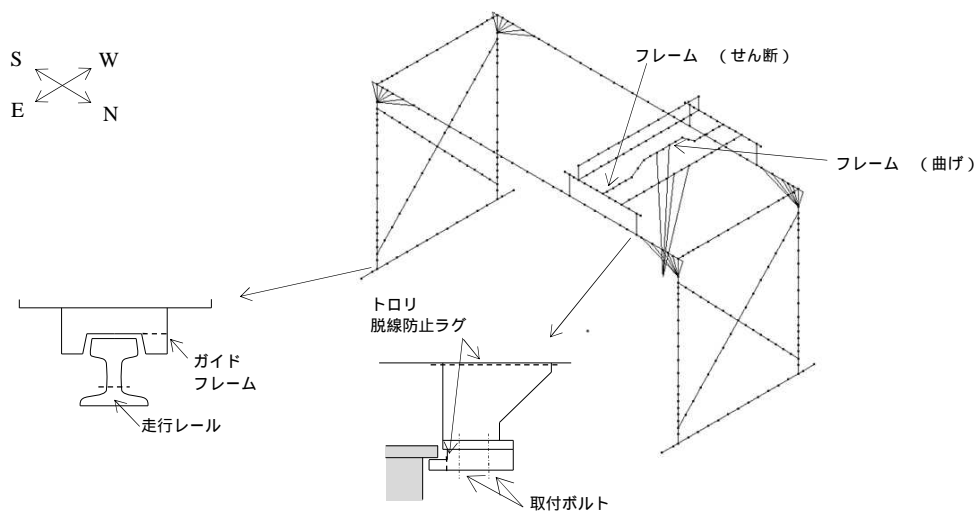 S W
E N
フレーム （せん断）
フレーム （曲げ）
トロリ
脱線防止ラグ
ガイド
フレーム
走行レール
取付ボルト